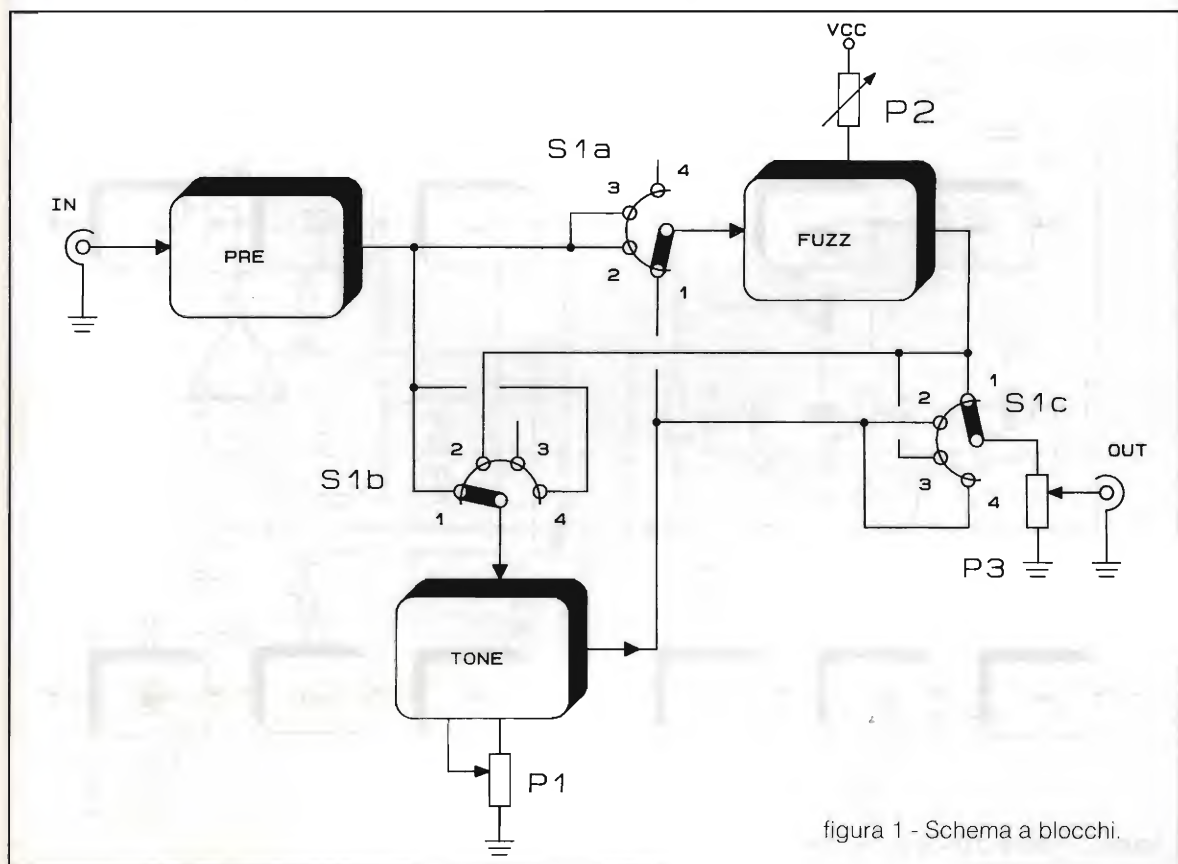 VCC
P2
S1a
4
3
IN
PRE
FUZZ
2
1
1
2
S1c
2
3
OUT
S1b
3
4
1
4
P3
TONE
P1
figura 1 - Schema a blocchi.